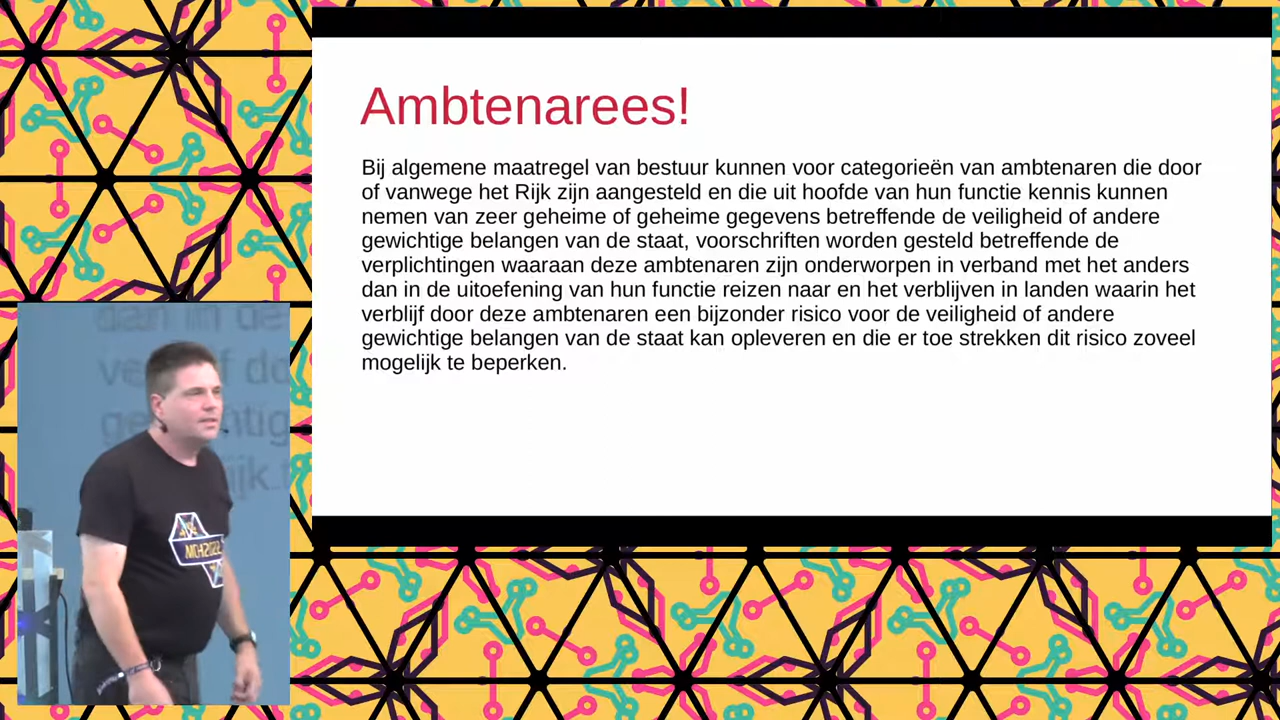 Ambtenarees!
Bij algemene maatregel van bestuur kunnen voor categorieën van ambtenaren die door
of vanwege het Rijk zijn aangesteld en die uit hoofde van hun functie kennis kunnen
nemen van zeer geheime of geheime gegevens betreffende de veiligheid of andere
gewichtige belangen van de staat, voorschriften worden gesteld betreffende de
verplichtingen waaraan deze ambtenaren zijn onderworpen in verband met het anders
dan in de uitoefening van hun functie reizen naar en het verblijven in landen waarin het
verblijf door deze ambtenaren een bijzonder risico voor de veiligheid of andere
gewichtige belangen van de staat kan opleveren en die er toe strekken dit risico zoveel
mogelijk te beperken.
dan in de
MCH2022